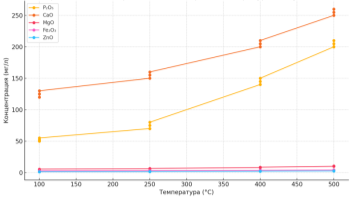 P₂O₅
CaO
MgO
Fe₂O₃
ZnO
250
200
150
100
50
0
Концентрация (мг/л)
100 150 200 250 300 350 400 450 500
Температура (°C)